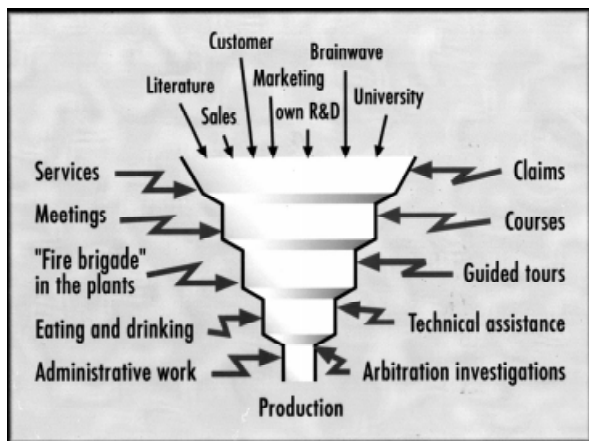 Customer
Brainwave
Literature
Marketing
Sales
own R&D
University
Services
Claims
Meetings
Courses
"Fire brigade"
in the plants
Guided tours
Eating and drinking
Technical assistance
Administrative work
Arbitration investigations
Production